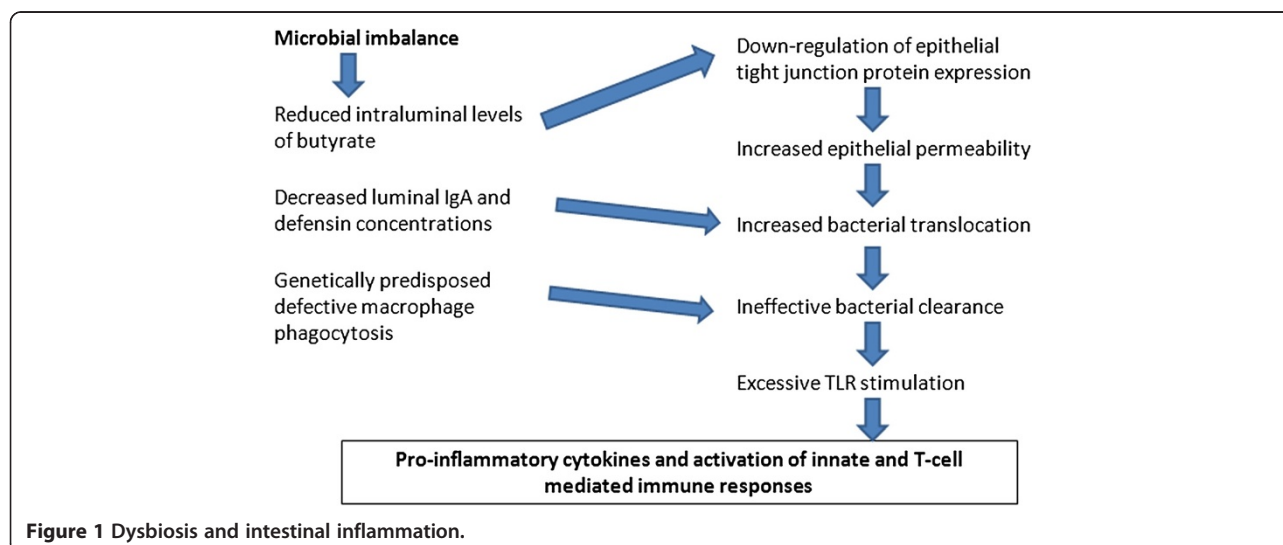 Microbial imbalance
Reduced intraluminal levels
of butyrate
Decreased luminal IgA and
defensin concentrations
Genetically predisposed
defective macrophage
phagocytosis
Down-regulation of epithelial
tight junction protein expression
Increased epithelial permeability
Increased bacterial translocation
Ineffective bacterial clearance
Excessive TLR stimulation
Pro-inflammatory cytokines and activation of innate and T-cell
mediated immune responses
Figure 1 Dysbiosis and intestinal inflammation.